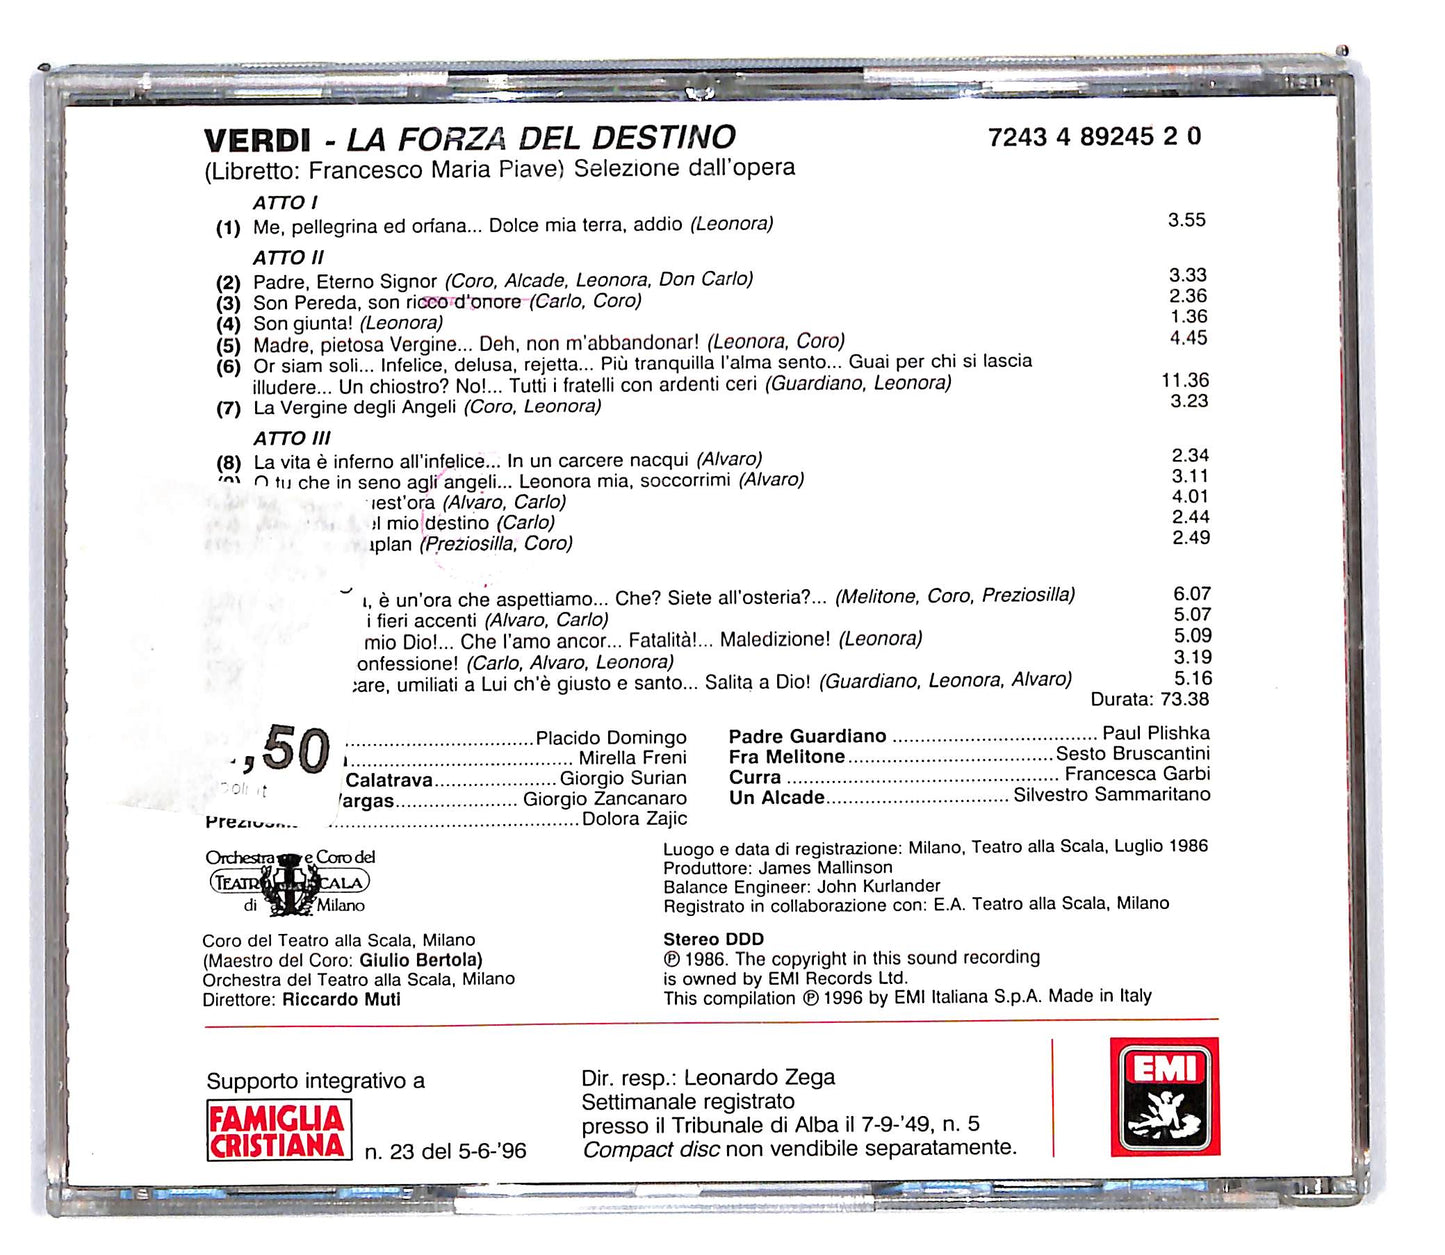 VERDI - LA FORZA DEL DESTINO 7243 4 89245 2 0
(Libretto: Francesco Maria Piave) Selezione dall'opera
ATTO I
(1) Me, pellegrina ed orfana... Dolce mia terra, addio (Leonora) 3.55
ATTO II
(2) Padre, Eterno Signor (Coro, Alcade, Leonora, Don Carlo) 3.33
(3) Son Pereda, son ricco d'onore (Carlo, Coro) 2.36
(4) Son giunta! (Leonora) 1.36
(5) Madre, pietosa Vergine... Deh, non m'abbandonar! (Leonora, Coro) 4.45
(6) Or siam soli... Infelice, delusa, rejetta... Più tranquilla l'alma sento... Guai per chi si lascia
illudere... Un chiostro? No!... Tutti i fratelli con ardenti ceri (Guardiano, Leonora) 11.36
(7) La Vergine degli Angeli (Coro, Leonora) 3.23
ATTO III
(8) La vita è inferno all'infelice... In un carcere nacqui (Alvaro) 2.34
(9) O tu che in seno agli angeli... Leonora mia, soccorrimi (Alvaro) 3.11
(Alvaro, Carlo) 4.01
mio destino (Carlo) 2.44
(Preziosilla, Coro) 2.49
è un'ora che aspettiamo... Che? Siete all'osteria?... (Melitone, Coro, Preziosilla) 6.07
i fieri accenti (Alvaro, Carlo) 5.07
mio Dio!... Che l'amo ancor... Fatalità!... Maledizione! (Leonora) 5.09
onfessione! (Carlo, Alvaro, Leonora) 3.19
care, umiliati a Lui ch'è giusto e santo... Salita a Dio! (Guardiano, Leonora, Alvaro) 5.16
Durata: 73.38
,50
Placido Domingo
Mirella Freni
Calatrava Giorgio Surian
Vargas Giorgio Zancanaro
Dolora Zajic
Padre Guardiano Paul Plishka
Fra Melitone Sesto Bruscantini
Curra Francesca Garbi
Un Alcade Silvestro Sammaritano
Orchestra e Coro del
TEATRO SCALA
di Milano
Luogo e data di registrazione: Milano, Teatro alla Scala, Luglio 1986
Produttore: James Mallinson
Balance Engineer: John Kurlander
Registrato in collaborazione con: E.A. Teatro alla Scala, Milano
Coro del Teatro alla Scala, Milano
(Maestro del Coro: Giulio Bertola)
Orchestra del Teatro alla Scala, Milano
Direttore: Riccardo Muti
Stereo DDD
℗ 1986. The copyright in this sound recording
is owned by EMI Records Ltd.
This compilation ℗ 1996 by EMI Italiana S.p.A. Made in Italy
Supporto integrativo a
FAMIGLIA
CRISTIANA n. 23 del 5-6-'96
Dir. resp.: Leonardo Zega
Settimanale registrato
presso il Tribunale di Alba il 7-9-'49, n. 5
Compact disc non vendibile separatamente.
EMI